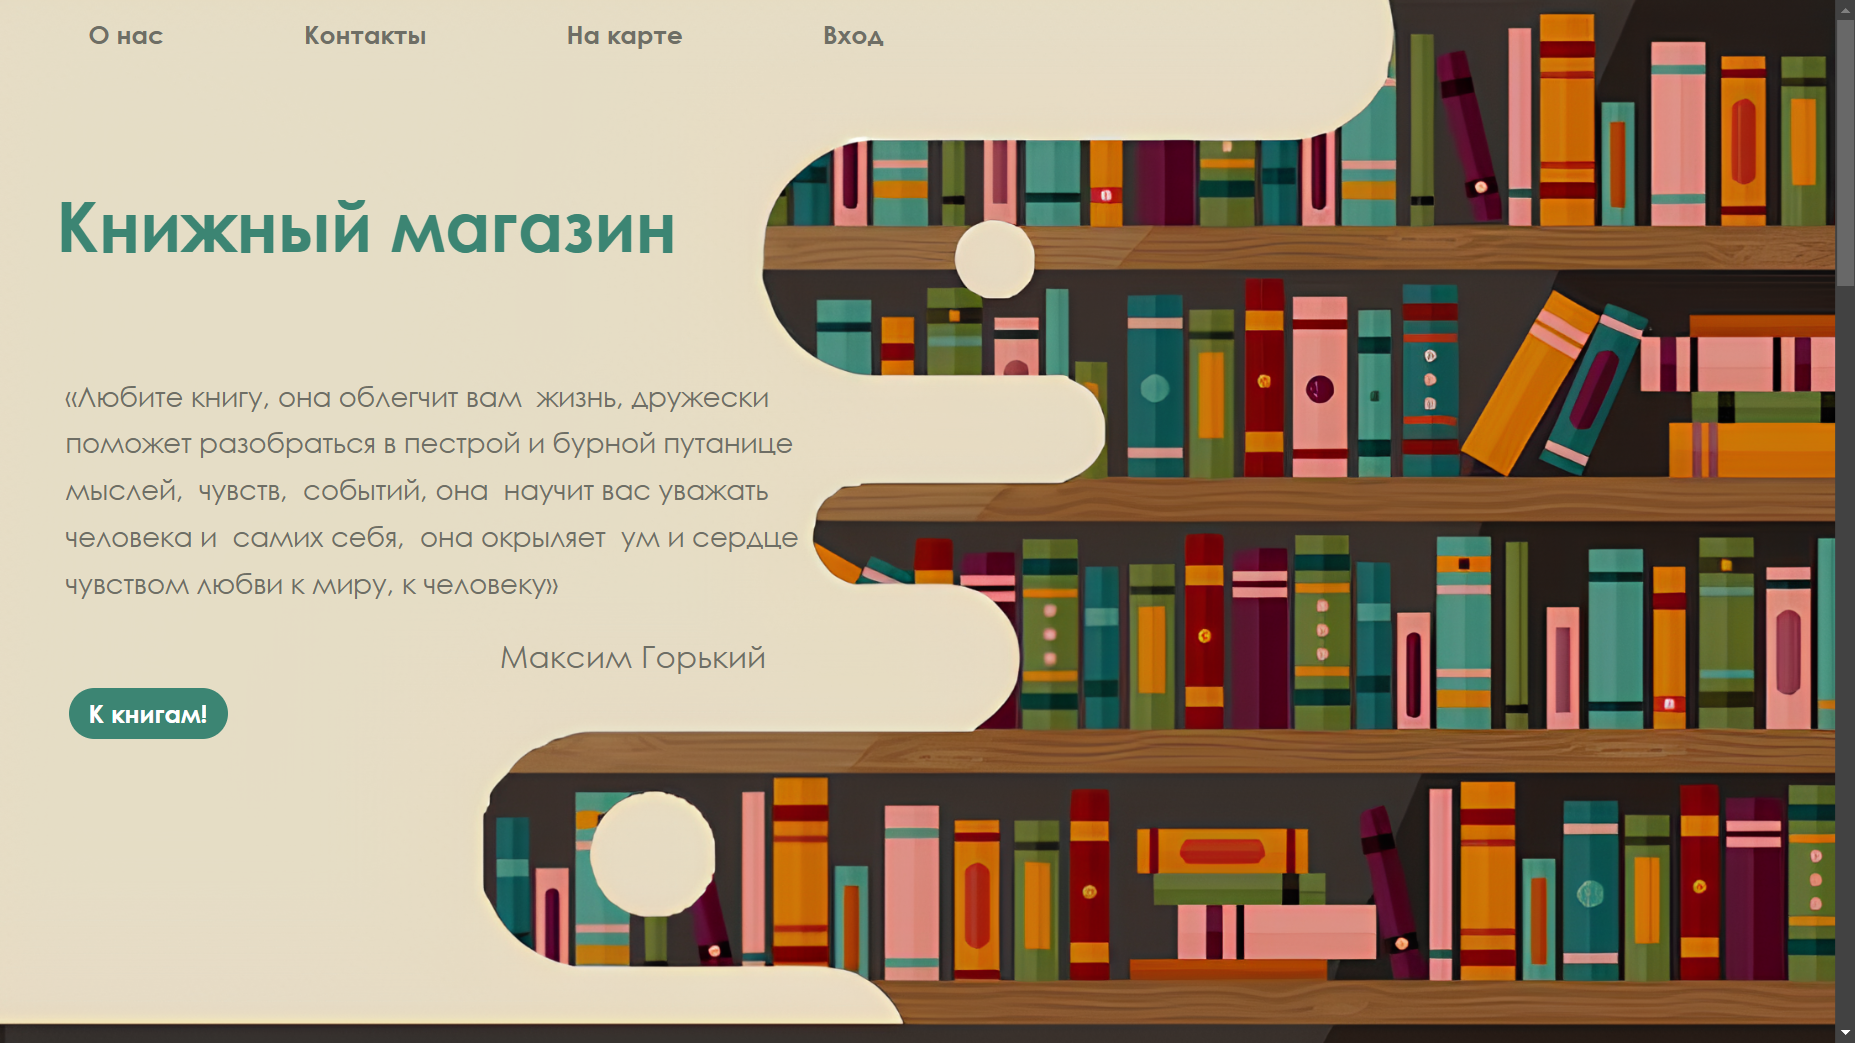 О нас Контакты На карте Вход
Книжный магазин
«Любите книгу, она облегчит вам  жизнь, дружески
поможет разобраться в пестрой и бурной путанице
мыслей,  чувств,  событий, она  научит вас уважать
человека и  самих себя,  она окрыляет  ум и сердце
чувством любви к миру, к человеку»
Максим Горький
К книгам!